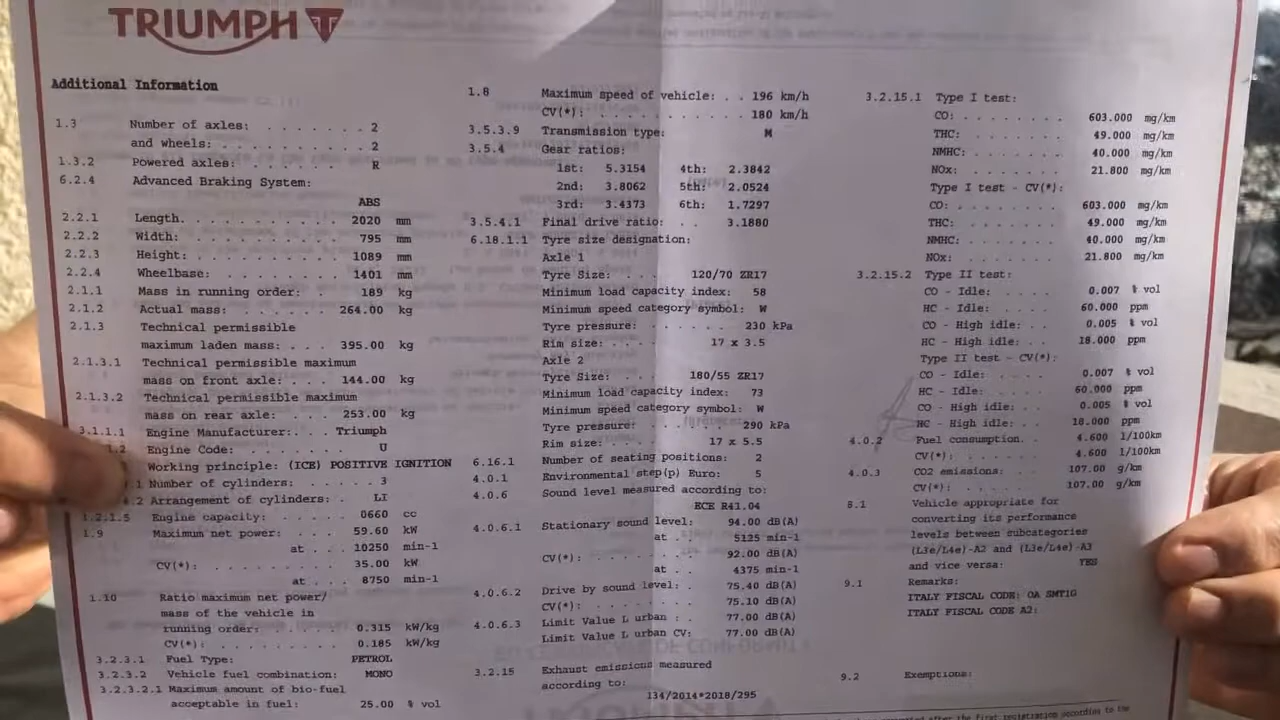 TRIUMPH
Additional Information
1.3 Number of axles: . . . . . . . 2
and wheels: . . . . . . . . . 2
1.3.2 Powered axles: . . . . . . R
6.2.4 Advanced Braking System:
ABS
2.2.1 Length. . . . . . . . . . . 2020 mm
2.2.2 Width: . . . . . . . . . . 795 mm
2.2.3 Height: . . . . . . . . . 1089 mm
2.2.4 Wheelbase: . . . . . . . . 1401 mm
2.1.1 Mass in running order: . 189 kg
2.1.2 Actual mass: . . . . . . 264.00 kg
2.1.3 Technical permissible
maximum laden mass: . . . 395.00 kg
2.1.3.1 Technical permissible maximum
mass on front axle: . . . 144.00 kg
2.1.3.2 Technical permissible maximum
mass on rear axle: . . . 253.00 kg
3.1.1.1 Engine Manufacturer: . . . Triumph
1.2 Engine Code: . . . . . . . . U
Working principle: (ICE) POSITIVE IGNITION
.1 Number of cylinders: . . . . . 3
4.2 Arrangement of cylinders: . LI
1.2.1.5 Engine capacity: . . . . . 0660 cc
1.9 Maximum net power: . . . . 59.60 kW
at . . . 10250 min-1
CV(*): . . . . . . . . . . 35.00 kW
at . . . 8750 min-1
1.10 Ratio maximum net power/
mass of the vehicle in
running order: . . . . . . 0.315 kW/kg
CV(*): . . . . . . . . . . 0.185 kW/kg
3.2.3.1 Fuel Type: PETROL
3.2.3.2 Vehicle fuel combination: MONO
3.2.3.2.1 Maximum amount of bio-fuel
acceptable in fuel: 25.00 % vol
1.8 Maximum speed of vehicle: . . 196 km/h
CV(*): . . . . . . . . . . . 180 km/h
3.5.3.9 Transmission type: M
3.5.4 Gear ratios:
1st: 5.3154 4th: 2.3842
2nd: 3.8062 5th: 2.0524
3rd: 3.4373 6th: 1.7297
3.5.4.1 Final drive ratio: . . 3.1880
6.18.1.1 Tyre size designation:
Axle 1
Tyre Size: . . . 120/70 ZR17
Minimum load capacity index: 58
Minimum speed category symbol: W
Tyre pressure: . . . . . . 230 kPa
Rim size: . . . . 17 x 3.5
Axle 2
Tyre Size: 180/55 ZR17
Minimum load capacity index: 73
Minimum speed category symbol: W
Tyre pressure: . . . . . . 290 kPa
Rim size: . . . . 17 x 5.5
6.16.1 Number of seating positions: 2
4.0.1 Environmental step(p) Euro: 5
4.0.6 Sound level measured according to:
ECE R41.04
4.0.6.1 Stationary sound level: 94.00 dB(A)
at . . 5125 min-1
CV(*): . . . . . . . . 92.00 dB(A)
at . . 4375 min-1
4.0.6.2 Drive by sound level: . 75.40 dB(A)
CV(*): . . . . . . . . 75.10 dB(A)
4.0.6.3 Limit Value L urban : . 77.00 dB(A)
Limit Value L urban CV: 77.00 dB(A)
3.2.15 Exhaust emissions measured
according to:
134/2014*2018/295
3.2.15.1 Type I test:
CO: . . . . . . . . 603.000 mg/km
THC: . . . . . . . 49.000 mg/km
NMHC: . . . . . . . 40.000 mg/km
NOx: . . . . . . . 21.800 mg/km
Type I test - CV(*):
CO: . . . . . . . . 603.000 mg/km
THC: . . . . . . . 49.000 mg/km
NMHC: . . . . . . . 40.000 mg/km
NOx: . . . . . . . 21.800 mg/km
3.2.15.2 Type II test:
CO - Idle: . . . . . 0.007 % vol
HC - Idle: . . . . . 60.000 ppm
CO - High idle: . . 0.005 % vol
HC - High idle: . . 18.000 ppm
Type II test - CV(*):
CO - Idle: . . . . . 0.007 % vol
HC - Idle: . . . . . 60.000 ppm
CO - High idle: . . 0.005 % vol
HC - High idle: . . 18.000 ppm
4.0.2 Fuel consumption. . . 4.600 l/100km
CV(*): . . . . . . . 4.600 l/100km
4.0.3 CO2 emissions: . . . 107.00 g/km
CV(*): . . . . . . . 107.00 g/km
8.1 Vehicle appropriate for
converting its performance
levels between subcategories
(L3e/L4e)-A2 and (L3e/L4e)-A3
and vice versa: YES
9.1 Remarks:
ITALY FISCAL CODE: OA SMT1G
ITALY FISCAL CODE A2:
9.2 Exemptions: